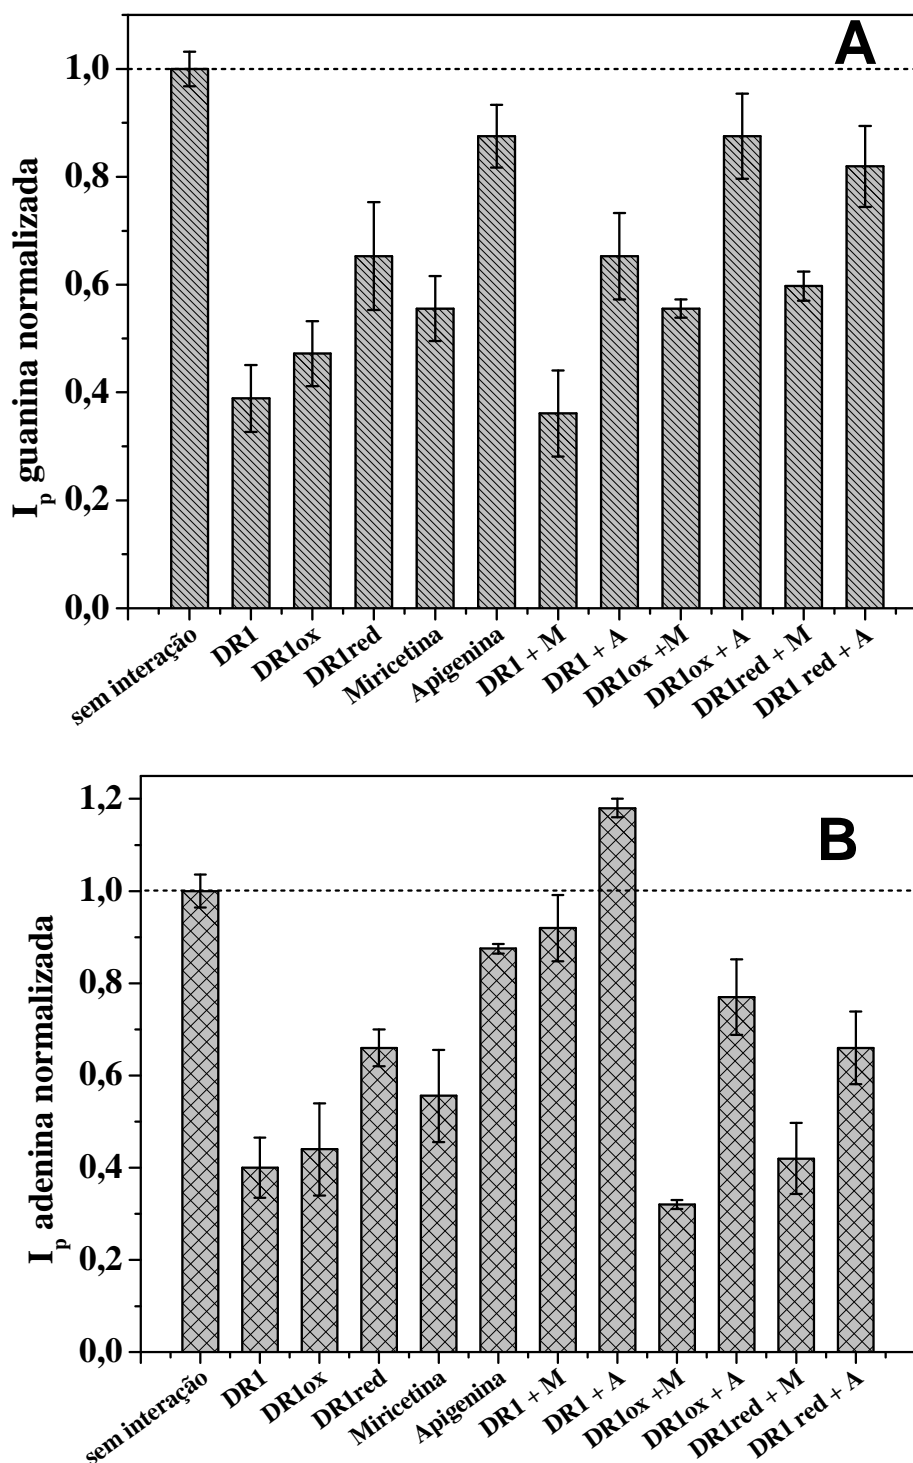 A
1,0
0,8
0,6
0,4
0,2
0,0
I_p guanina normalizada
sem interação
DR1
DR1ox
DR1red
Miricetina
Apigenina
DR1 + M
DR1 + A
DR1ox +M
DR1ox + A
DR1red + M
DR1 red + A
B
1,2
1,0
0,8
0,6
0,4
0,2
0,0
I_p adenina normalizada
sem interação
DR1
DR1ox
DR1red
Miricetina
Apigenina
DR1 + M
DR1 + A
DR1ox +M
DR1ox + A
DR1red + M
DR1 red + A